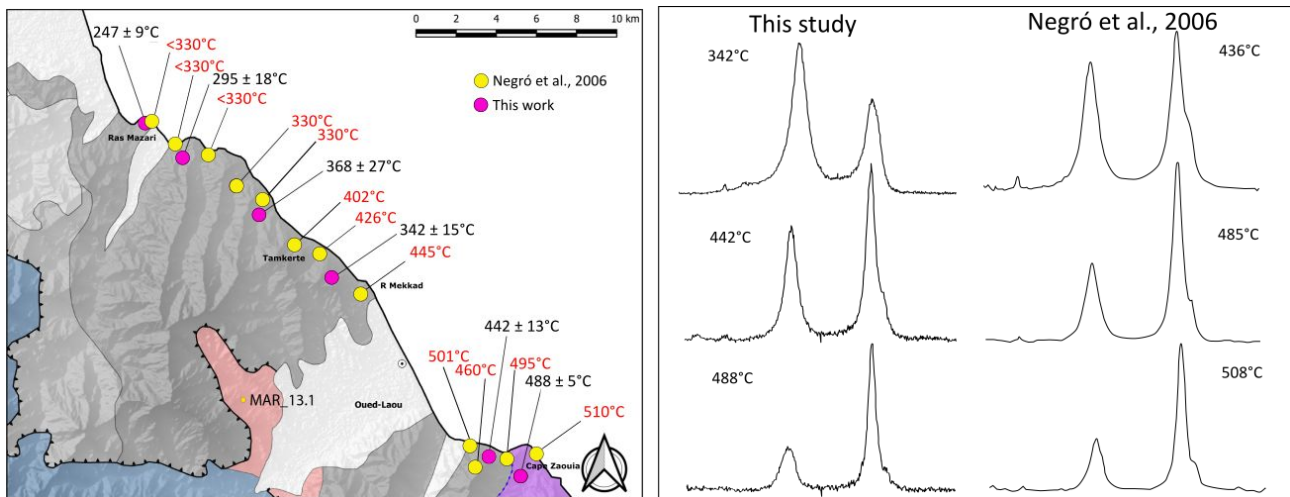 0 2 4 6 8 10 km
247 ± 9°C
<330°C
<330°C
295 ± 18°C
<330°C
Negró et al., 2006
This work
Ras Mazari
330°C
330°C
368 ± 27°C
402°C
426°C
342 ± 15°C
Tamkerte
445°C
R Mekkad
442 ± 13°C
501°C
460°C
495°C
488 ± 5°C
MAR_13.1
Oued-Laou
510°C
Cape Zaouia
This study
Negró et al., 2006
342°C
436°C
442°C
485°C
488°C
508°C